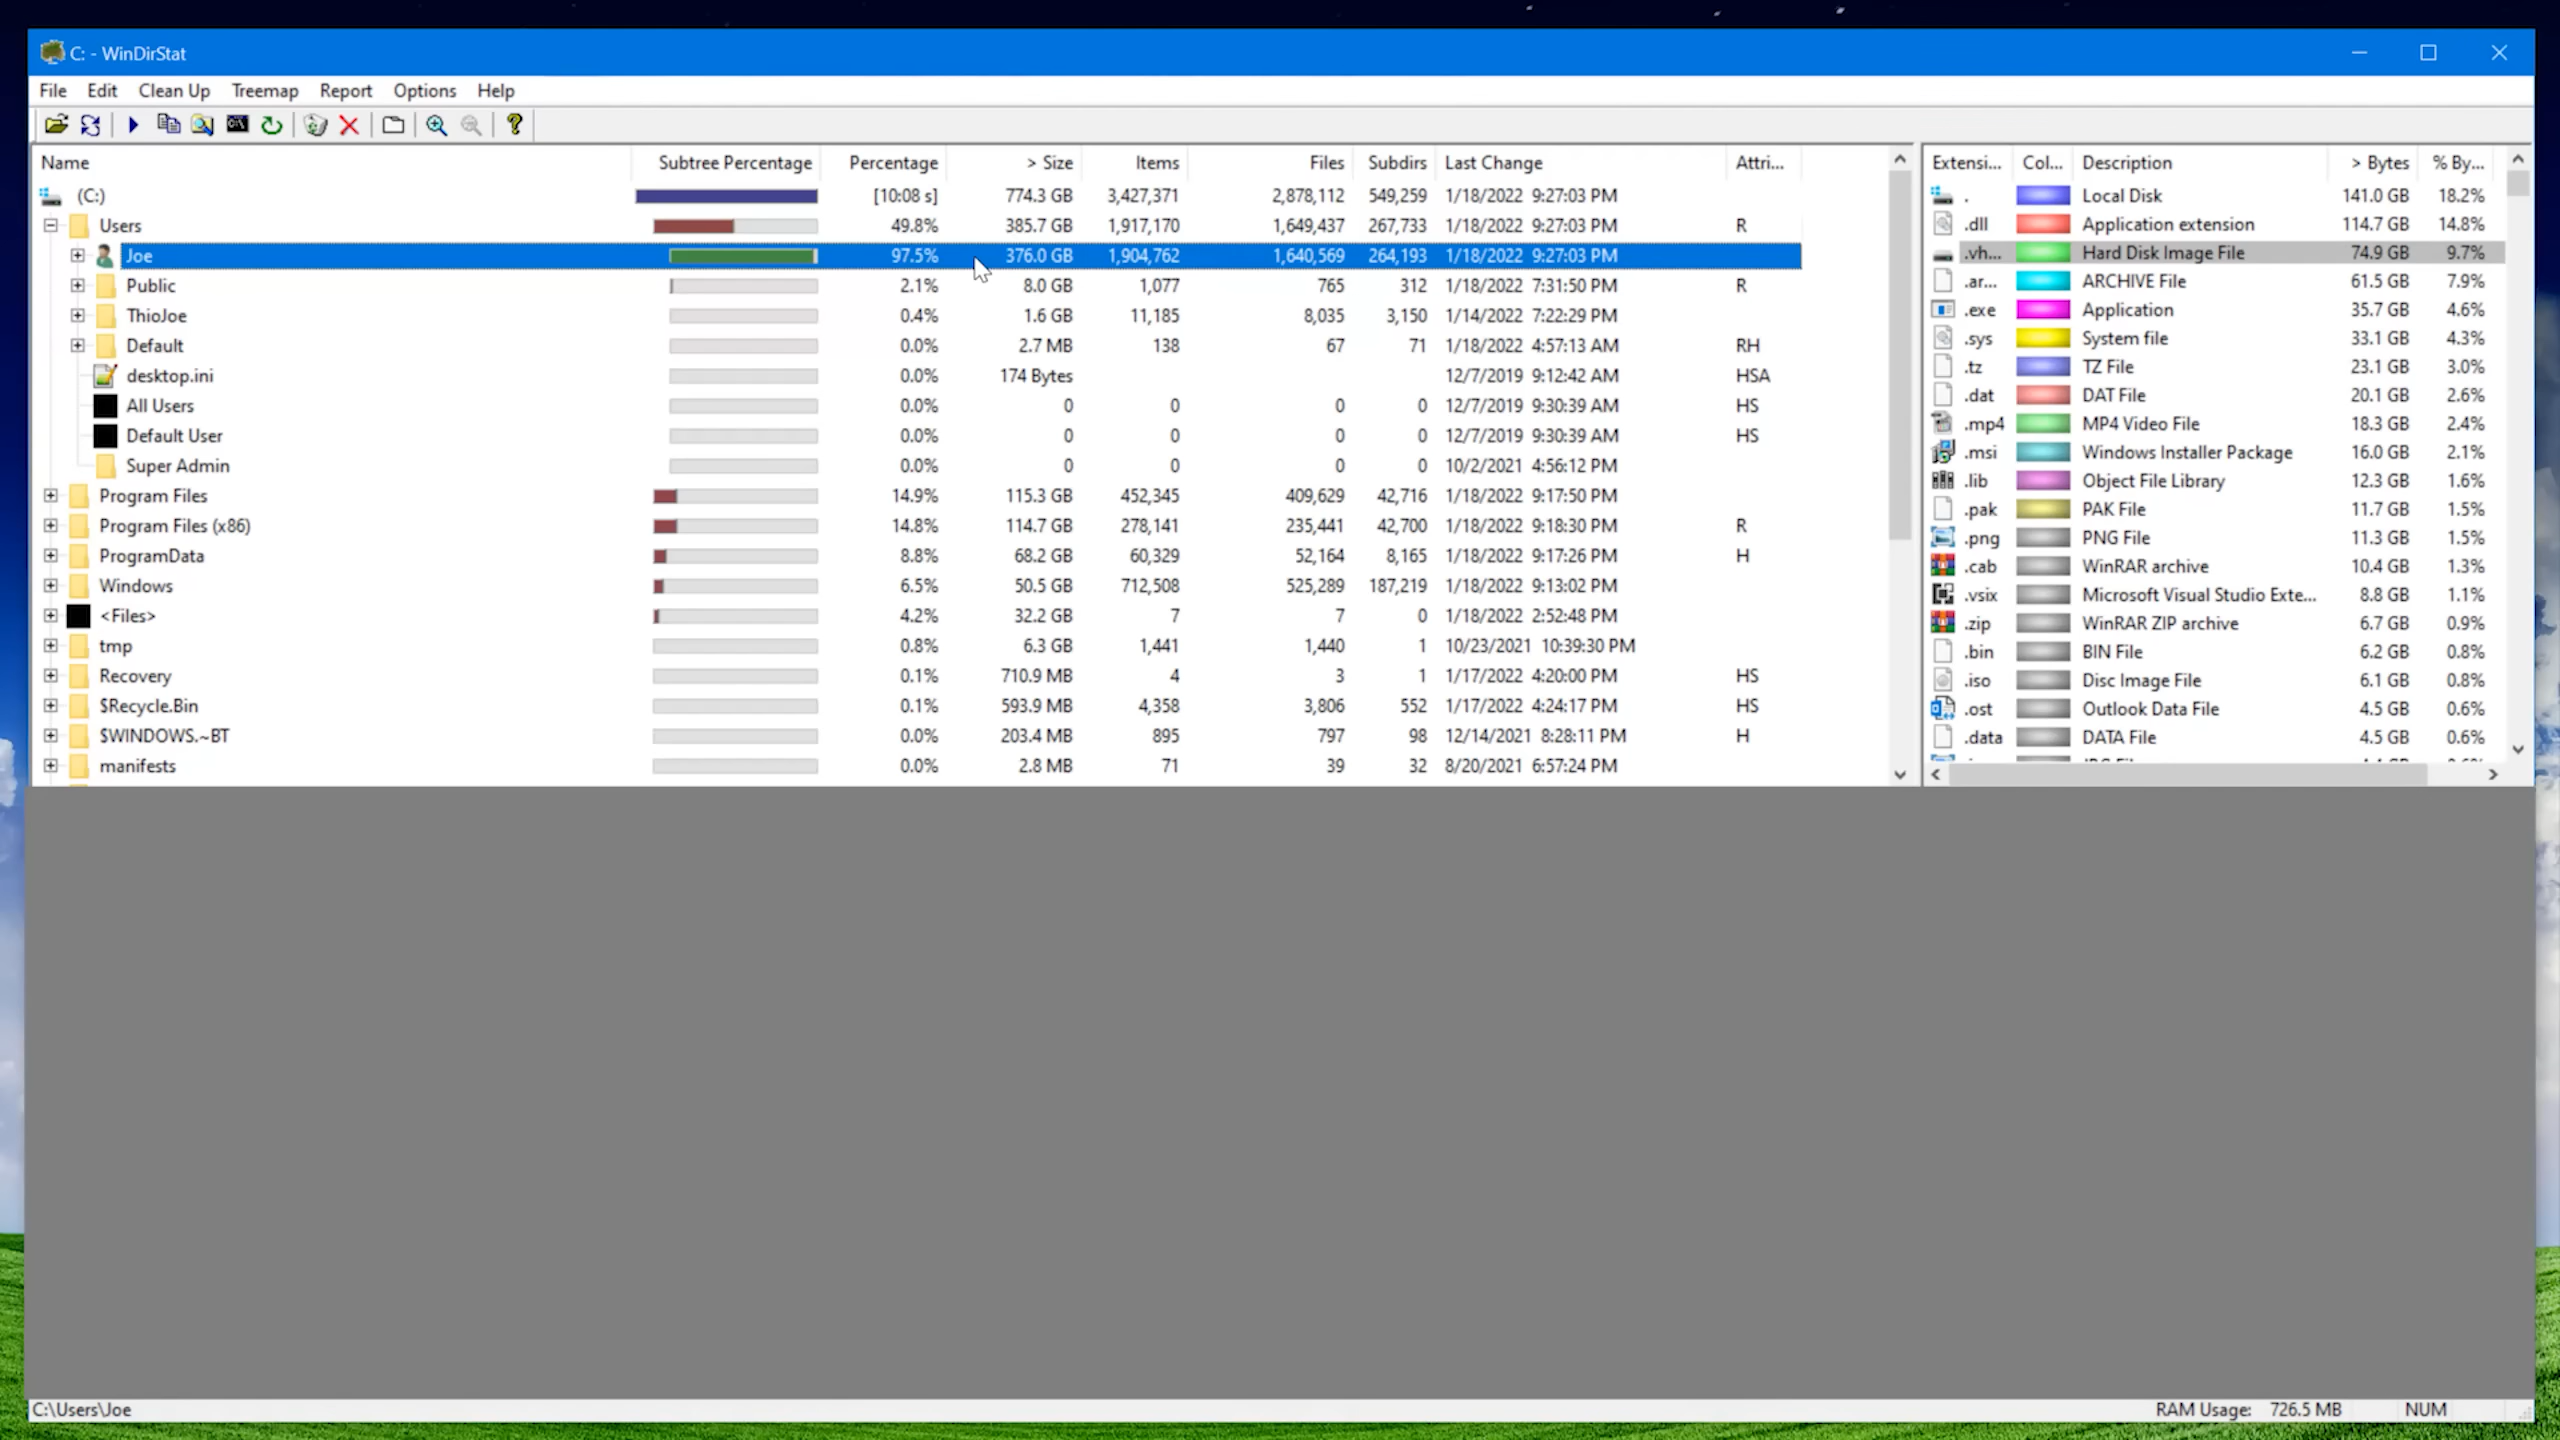 C: - WinDirStat
File Edit Clean Up Treemap Report Options Help
Name Subtree Percentage Percentage > Size Items Files Subdirs Last Change Attri...
(C:) [10:08 s] 774.3 GB 3,427,371 2,878,112 549,259 1/18/2022 9:27:03 PM
Users 49.8% 385.7 GB 1,917,170 1,649,437 267,733 1/18/2022 9:27:03 PM R
Joe 97.5% 376.0 GB 1,904,762 1,640,569 264,193 1/18/2022 9:27:03 PM
Public 2.1% 8.0 GB 1,077 765 312 1/18/2022 7:31:50 PM R
ThioJoe 0.4% 1.6 GB 11,185 8,035 3,150 1/14/2022 7:22:29 PM
Default 0.0% 2.7 MB 138 67 71 1/18/2022 4:57:13 AM RH
desktop.ini 0.0% 174 Bytes 12/7/2019 9:12:42 AM HSA
All Users 0.0% 0 0 0 0 12/7/2019 9:30:39 AM HS
Default User 0.0% 0 0 0 0 12/7/2019 9:30:39 AM HS
Super Admin 0.0% 0 0 0 0 10/2/2021 4:56:12 PM
Program Files 14.9% 115.3 GB 452,345 409,629 42,716 1/18/2022 9:17:50 PM
Program Files (x86) 14.8% 114.7 GB 278,141 235,441 42,700 1/18/2022 9:18:30 PM R
ProgramData 8.8% 68.2 GB 60,329 52,164 8,165 1/18/2022 9:17:26 PM H
Windows 6.5% 50.5 GB 712,508 525,289 187,219 1/18/2022 9:13:02 PM
<Files> 4.2% 32.2 GB 7 7 0 1/18/2022 2:52:48 PM
tmp 0.8% 6.3 GB 1,441 1,440 1 10/23/2021 10:39:30 PM
Recovery 0.1% 710.9 MB 4 3 1 1/17/2022 4:20:00 PM HS
$Recycle.Bin 0.1% 593.9 MB 4,358 3,806 552 1/17/2022 4:24:17 PM HS
$WINDOWS.~BT 0.0% 203.4 MB 895 797 98 12/14/2021 8:28:11 PM H
manifests 0.0% 2.8 MB 71 39 32 8/20/2021 6:57:24 PM
Extensi... Col... Description > Bytes % By...
. Local Disk 141.0 GB 18.2%
.dll Application extension 114.7 GB 14.8%
.vh... Hard Disk Image File 74.9 GB 9.7%
.ar... ARCHIVE File 61.5 GB 7.9%
.exe Application 35.7 GB 4.6%
.sys System file 33.1 GB 4.3%
.tz TZ File 23.1 GB 3.0%
.dat DAT File 20.1 GB 2.6%
.mp4 MP4 Video File 18.3 GB 2.4%
.msi Windows Installer Package 16.0 GB 2.1%
.lib Object File Library 12.3 GB 1.6%
.pak PAK File 11.7 GB 1.5%
.png PNG File 11.3 GB 1.5%
.cab WinRAR archive 10.4 GB 1.3%
.vsix Microsoft Visual Studio Exte... 8.8 GB 1.1%
.zip WinRAR ZIP archive 6.7 GB 0.9%
.bin BIN File 6.2 GB 0.8%
.iso Disc Image File 6.1 GB 0.8%
.ost Outlook Data File 4.5 GB 0.6%
.data DATA File 4.5 GB 0.6%
C:\Users\Joe RAM Usage: 726.5 MB NUM